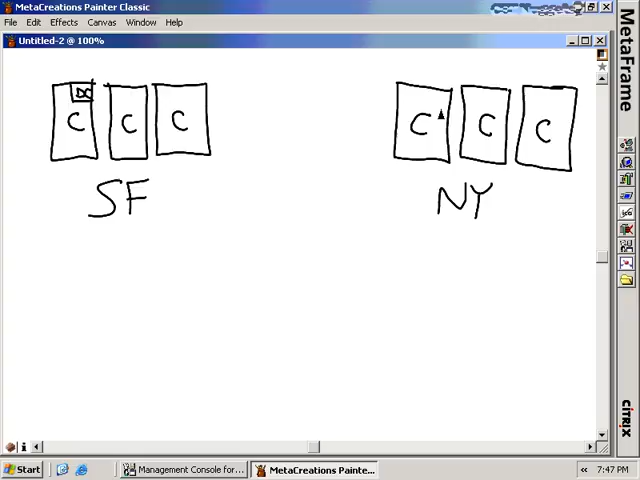 MetaCreations Painter Classic
File Edit Effects Canvas Window Help
Untitled-2 @ 100%
DC
C C C C C C
SF NY
MetaFrame
CITRIX
Start Management Console for... MetaCreations Painte... 7:47 PM